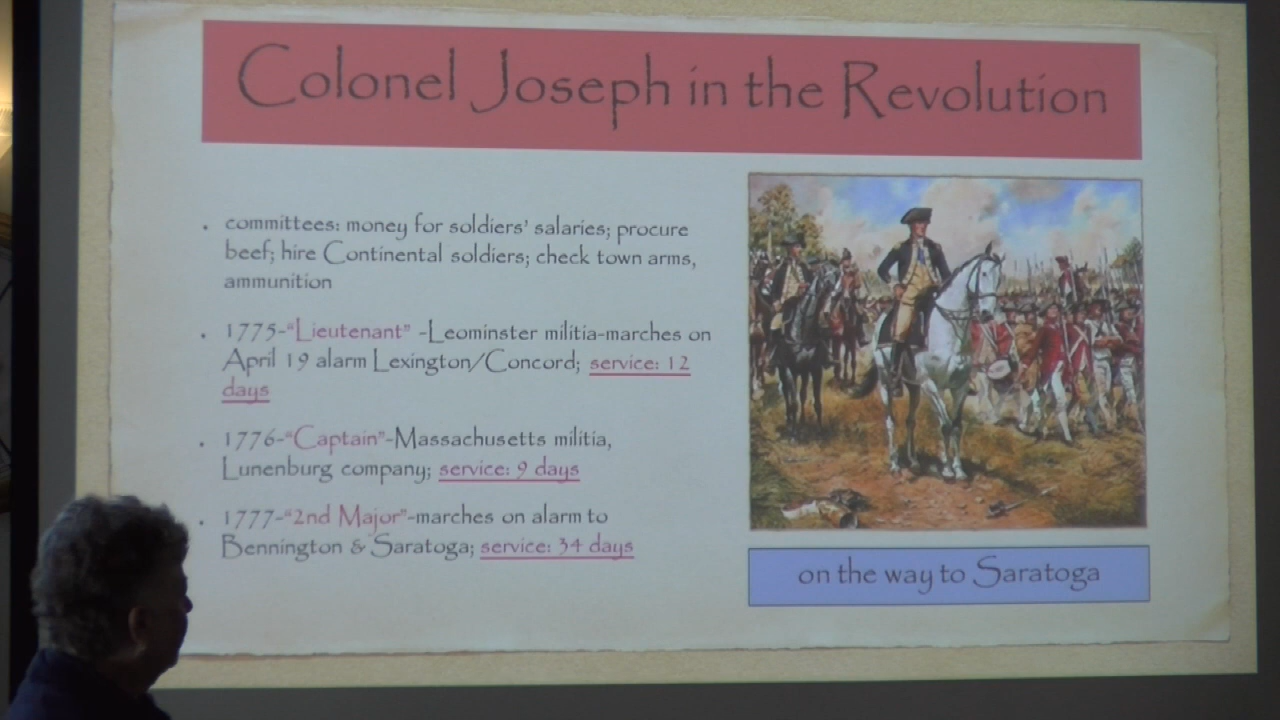 Colonel Joseph in the Revolution
• committees: money for soldiers' salaries; procure
beef; hire Continental soldiers; check town arms,
ammunition
• 1775-"Lieutenant" -Leominster militia-marches on
April 19 alarm Lexington/Concord; service: 12
days
• 1776-"Captain"-Massachusetts militia,
Lunenburg company; service: 9 days
• 1777-"2nd Major"-marches on alarm to
Bennington & Saratoga; service: 34 days
on the way to Saratoga